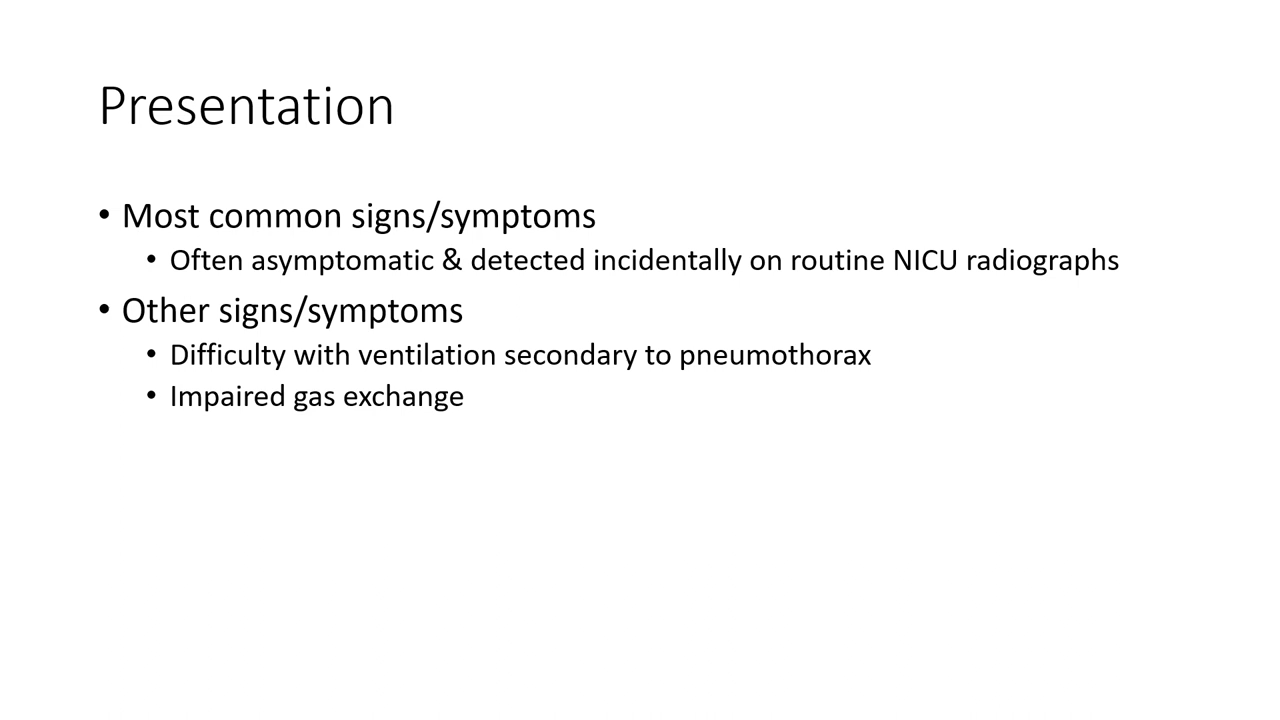 Presentation
• Most common signs/symptoms
• Often asymptomatic & detected incidentally on routine NICU radiographs
• Other signs/symptoms
• Difficulty with ventilation secondary to pneumothorax
• Impaired gas exchange